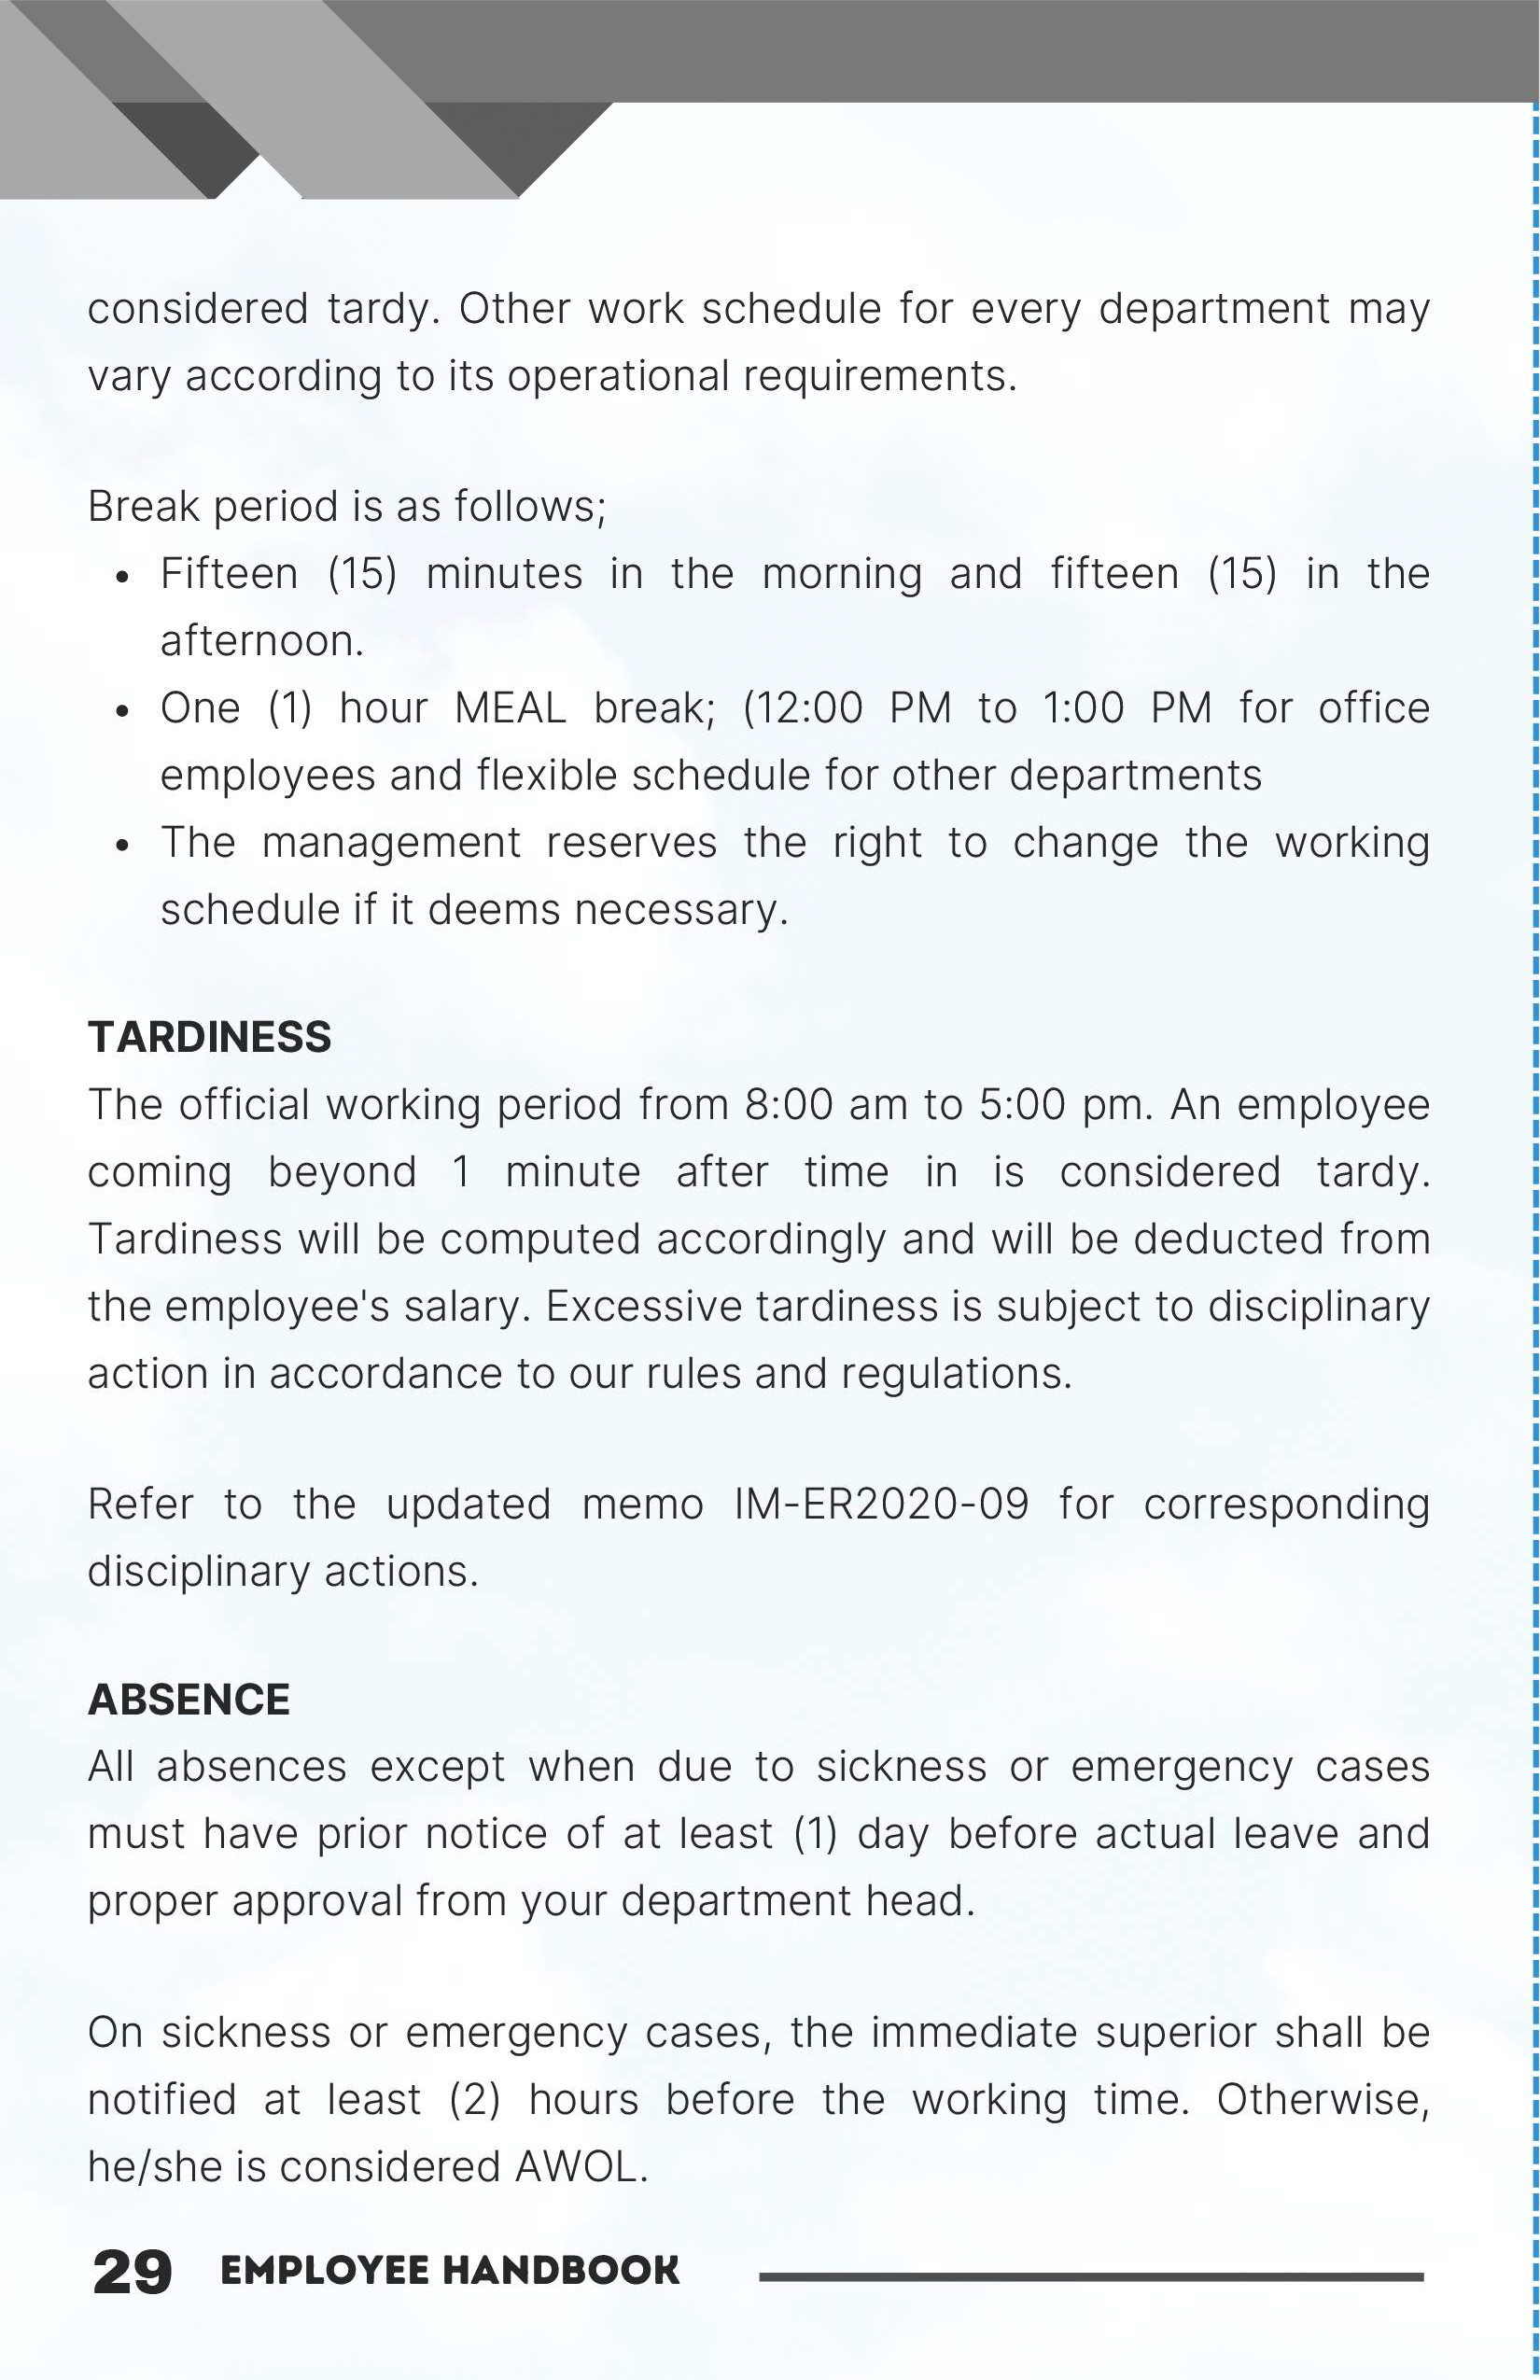 considered tardy. Other work schedule for every department may
vary according to its operational requirements.
Break period is as follows;
• Fifteen (15) minutes in the morning and fifteen (15) in the
afternoon.
• One (1) hour MEAL break; (12:00 PM to 1:00 PM for office
employees and flexible schedule for other departments
• The management reserves the right to change the working
schedule if it deems necessary.
TARDINESS
The official working period from 8:00 am to 5:00 pm. An employee
coming beyond 1 minute after time in is considered tardy.
Tardiness will be computed accordingly and will be deducted from
the employee's salary. Excessive tardiness is subject to disciplinary
action in accordance to our rules and regulations.
Refer to the updated memo IM-ER2020-09 for corresponding
disciplinary actions.
ABSENCE
All absences except when due to sickness or emergency cases
must have prior notice of at least (1) day before actual leave and
proper approval from your department head.
On sickness or emergency cases, the immediate superior shall be
notified at least (2) hours before the working time. Otherwise,
he/she is considered AWOL.
29 EMPLOYEE HANDBOOK